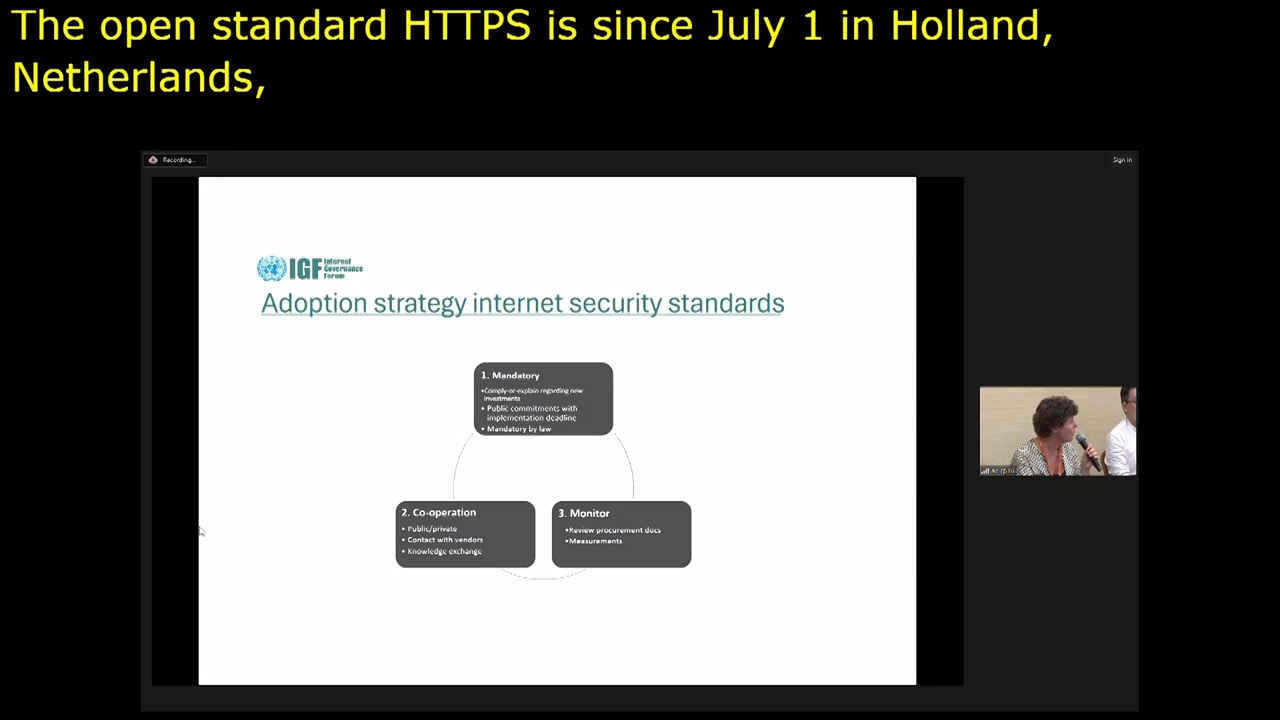 The open standard HTTPS is since July 1 in Holland,
Netherlands,
Recording...
Sign in
IGF Internet
Governance
Forum
Adoption strategy internet security standards
1. Mandatory
•Comply-or-explain regarding new
investments
• Public commitments with
implementation deadline
• Mandatory by law
2. Co-operation
• Public/private
• Contact with vendors
• Knowledge exchange
3. Monitor
•Review procurement docs
•Measurements